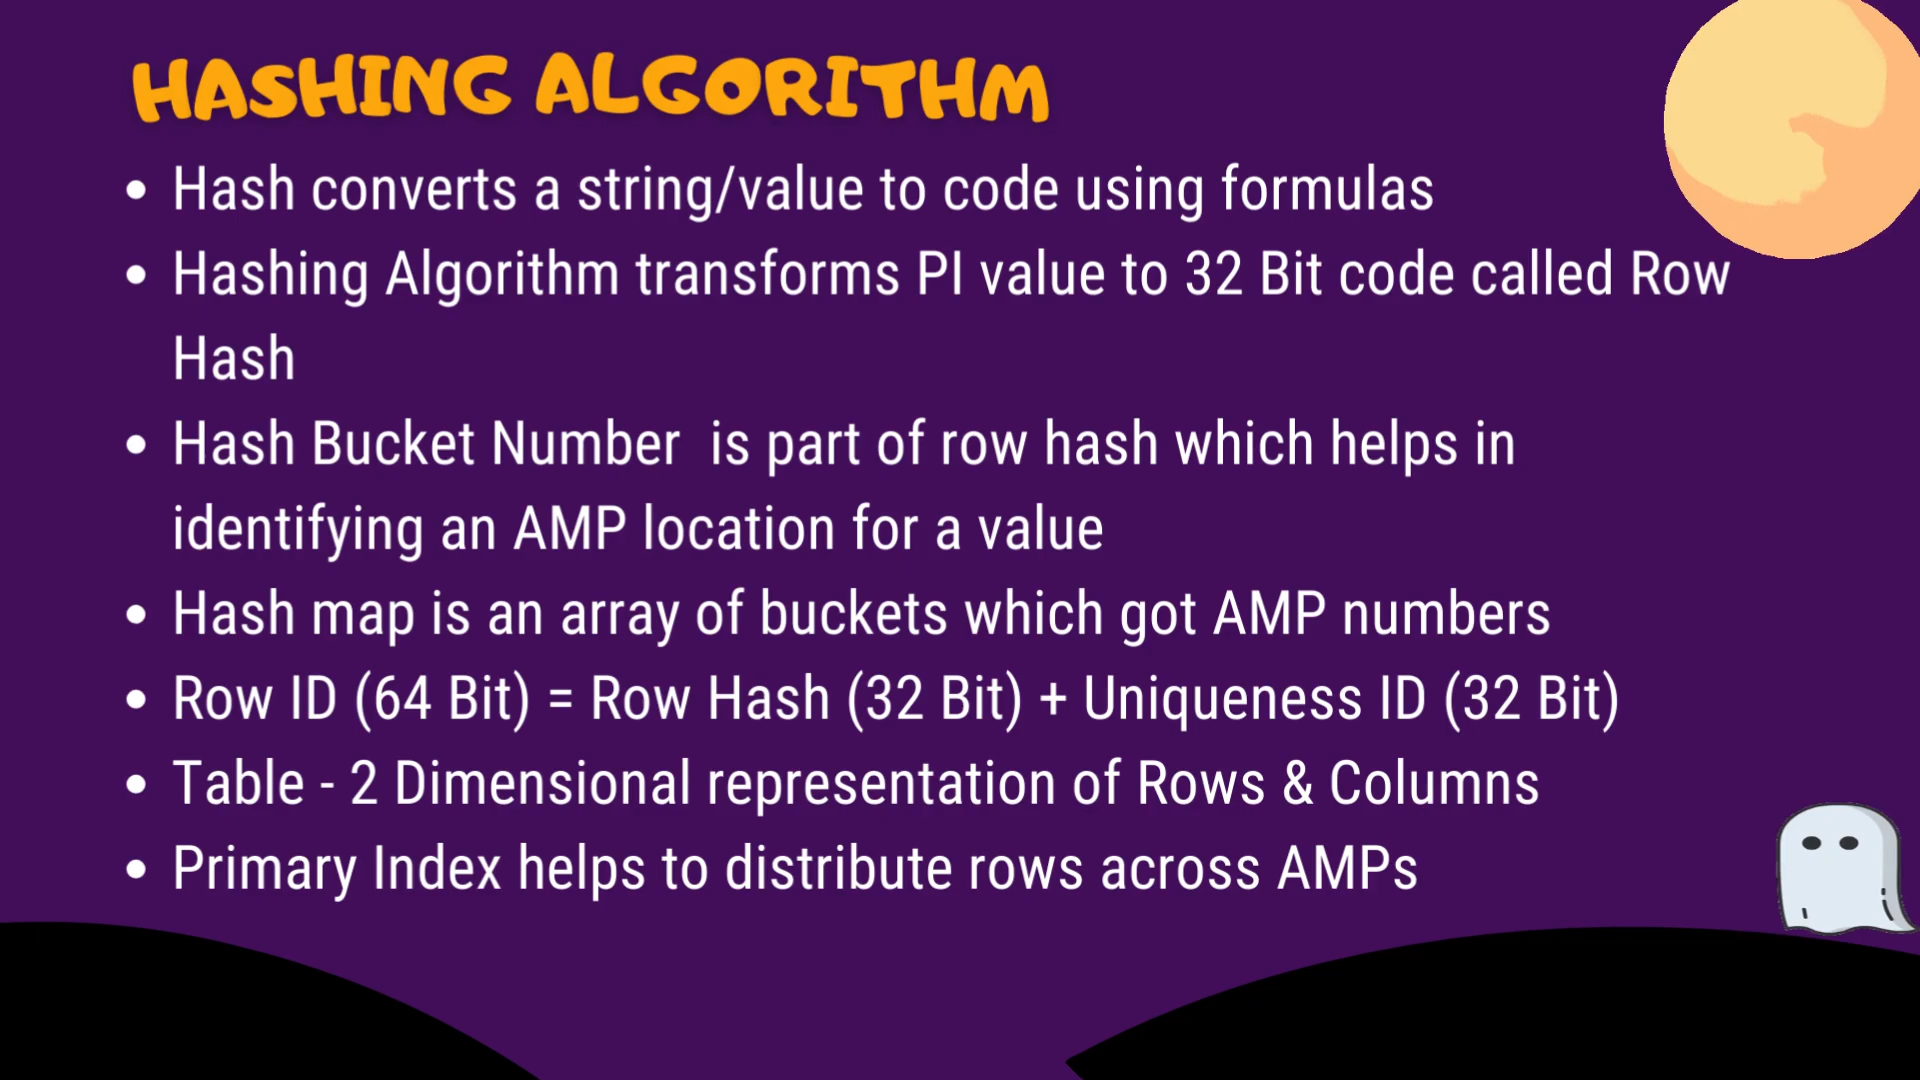 HASHING ALGORITHM
• Hash converts a string/value to code using formulas
• Hashing Algorithm transforms PI value to 32 Bit code called Row
Hash
• Hash Bucket Number  is part of row hash which helps in
identifying an AMP location for a value
• Hash map is an array of buckets which got AMP numbers
• Row ID (64 Bit) = Row Hash (32 Bit) + Uniqueness ID (32 Bit)
• Table - 2 Dimensional representation of Rows & Columns
• Primary Index helps to distribute rows across AMPs